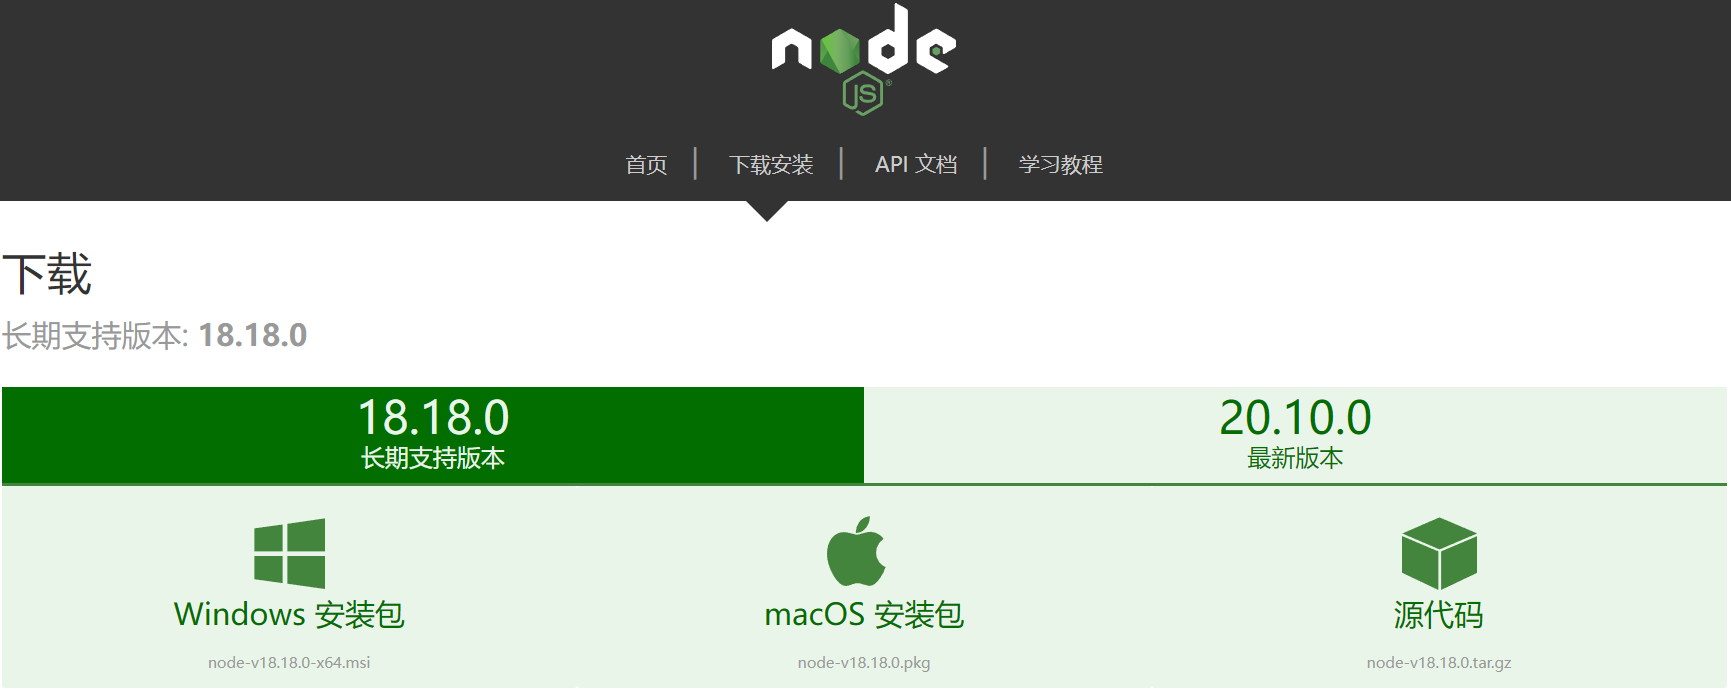 node
JS®
首页 | 下载安装 | API 文档 | 学习教程
下载
长期支持版本: 18.18.0
18.18.0
长期支持版本
20.10.0
最新版本
Windows 安装包
macOS 安装包
源代码
node-v18.18.0-x64.msi
node-v18.18.0.pkg
node-v18.18.0.tar.gz